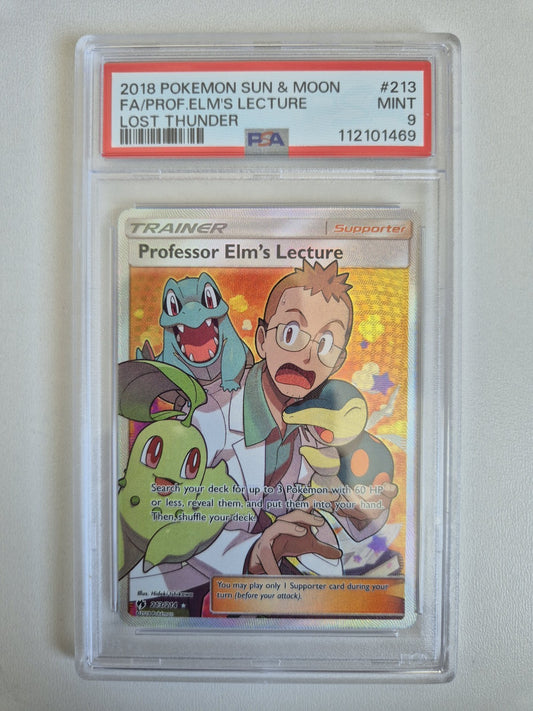 2018 POKEMON SUN & MOON #213
FA/PROF.ELM'S LECTURE MINT
LOST THUNDER 9
PSA 112101469
TRAINER Supporter
Professor Elm's Lecture
Search your deck for up to 3 Pokémon with 60 HP
or less, reveal them, and put them into your hand.
Then, shuffle your deck.
Illus.
You may play only 1 Supporter card during your
turn (before your attack).
213/214